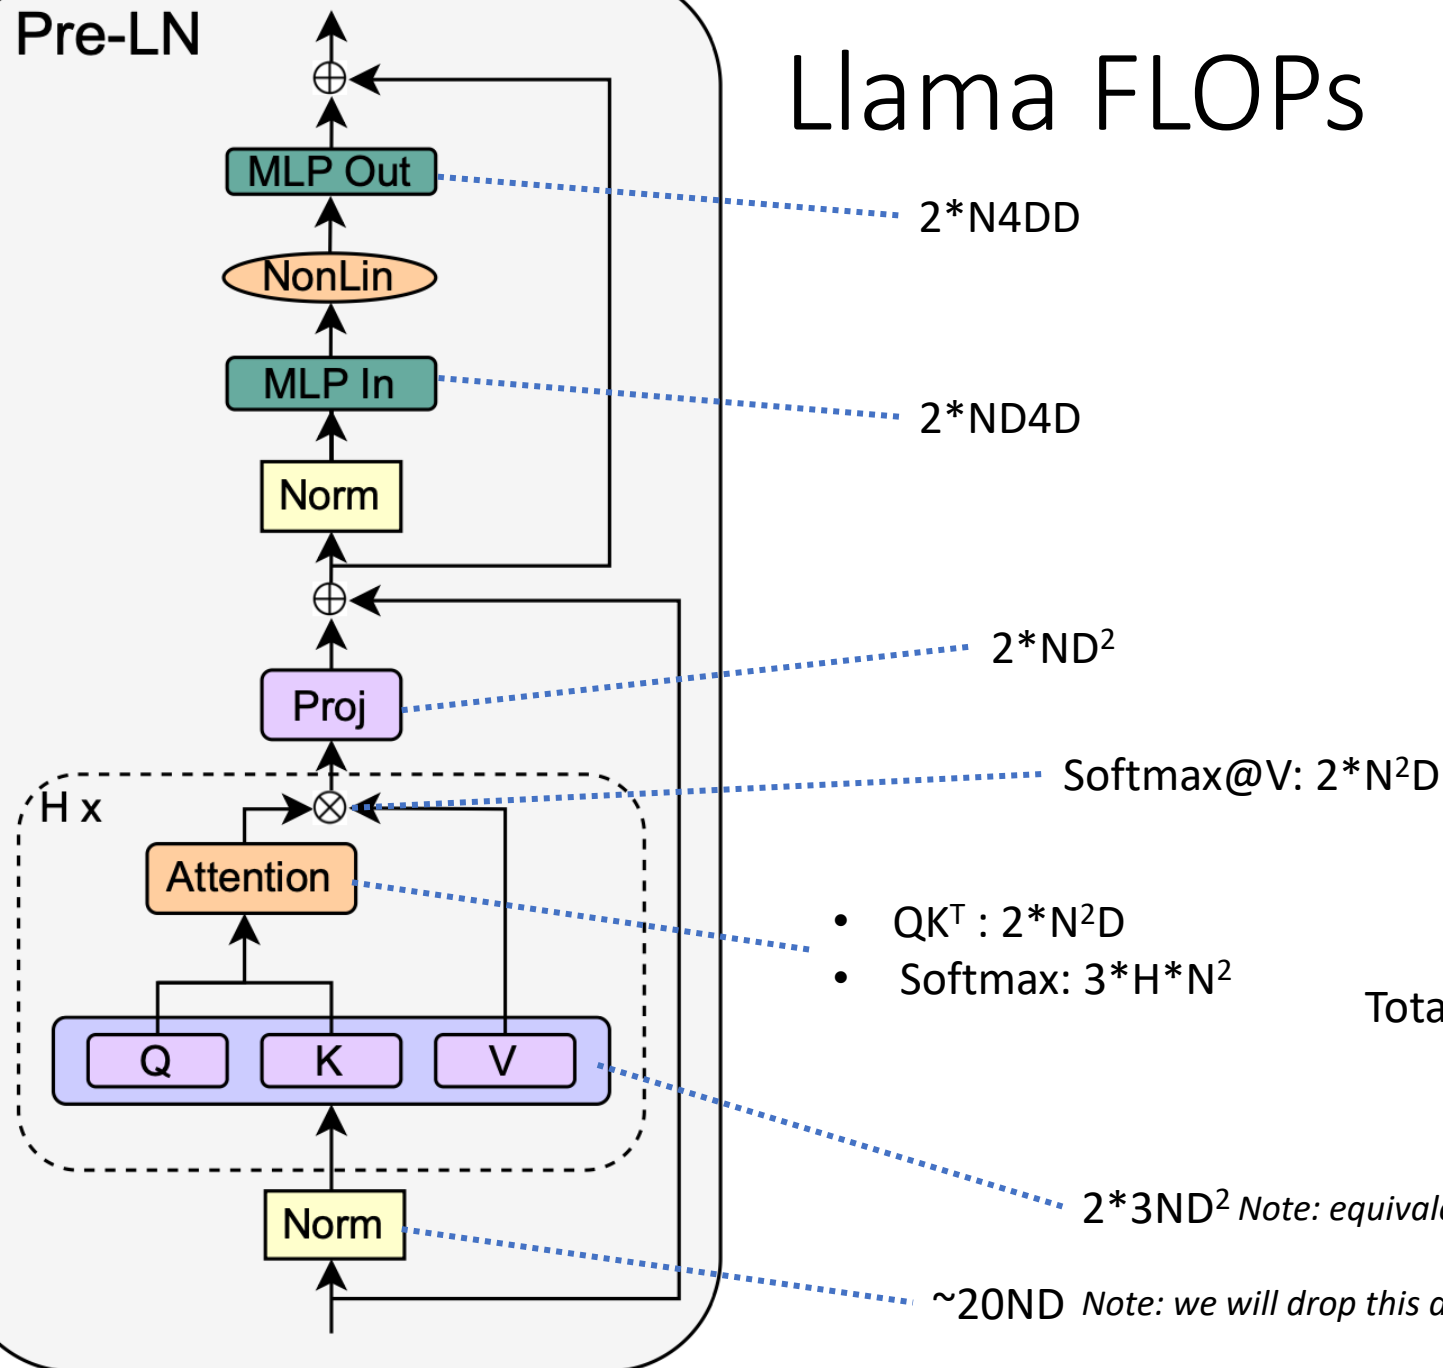 Pre-LN
Llama FLOPs
MLP Out
2*N4DD
NonLin
MLP In
2*ND4D
Norm
2*ND²
Proj
Softmax@V: 2*N²D
H x
Attention
• QKᵀ : 2*N²D
• Softmax: 3*H*N²
Q K V
2*3ND² Note:
Norm
~20ND Note: we will drop this